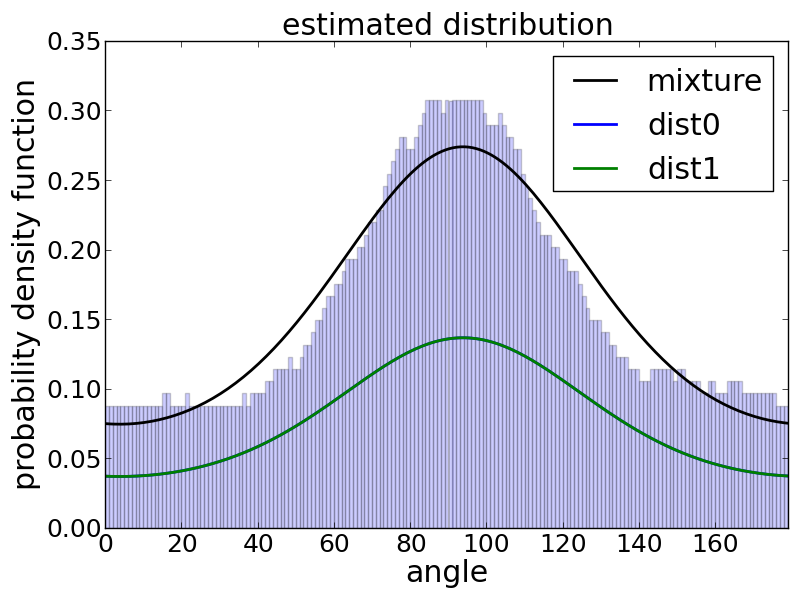 estimated distribution
0.35
0.30
0.25
0.20
0.15
0.10
0.05
0.00
probability density function
mixture
dist0
dist1
0 20 40 60 80 100 120 140 160
angle